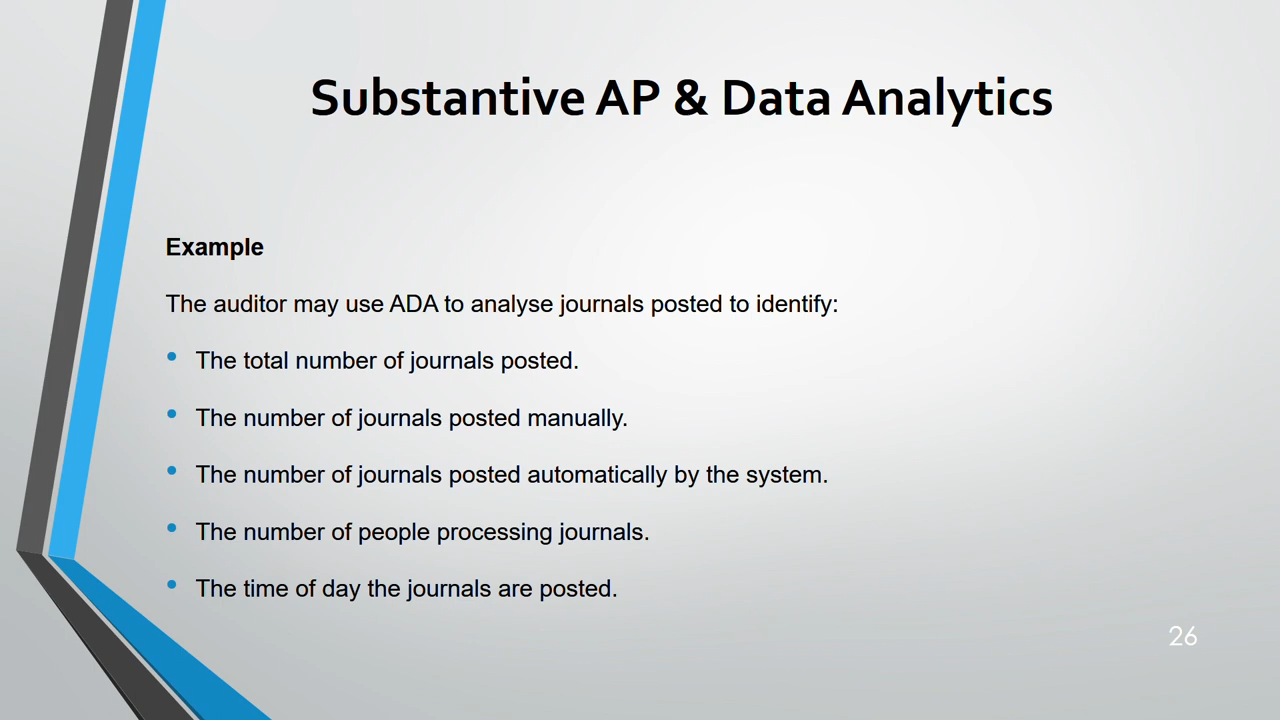 Substantive AP & Data Analytics
Example
The auditor may use ADA to analyse journals posted to identify:
• The total number of journals posted.
• The number of journals posted manually.
• The number of journals posted automatically by the system.
• The number of people processing journals.
• The time of day the journals are posted.
26